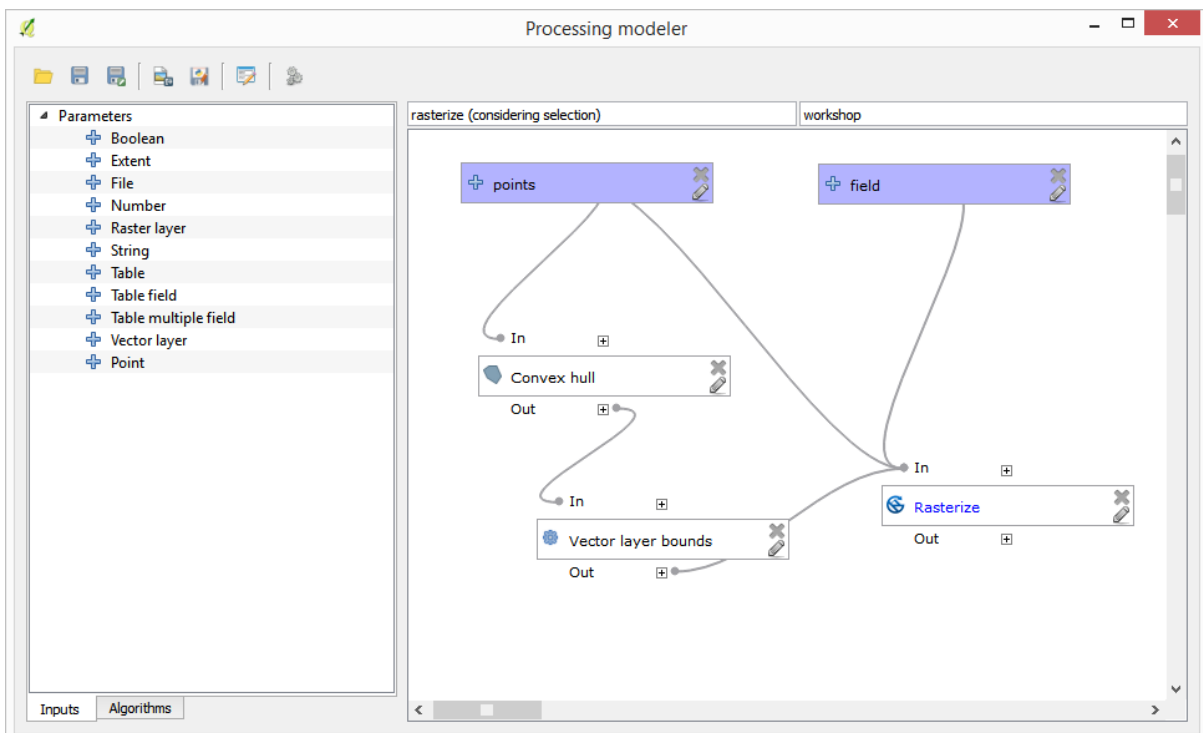 Processing modeler
Parameters
Boolean
Extent
File
Number
Raster layer
String
Table
Table field
Table multiple field
Vector layer
Point
Inputs
Algorithms
rasterize (considering selection)
workshop
points
field
In
Convex hull
Out
In
Vector layer bounds
Out
In
Rasterize
Out